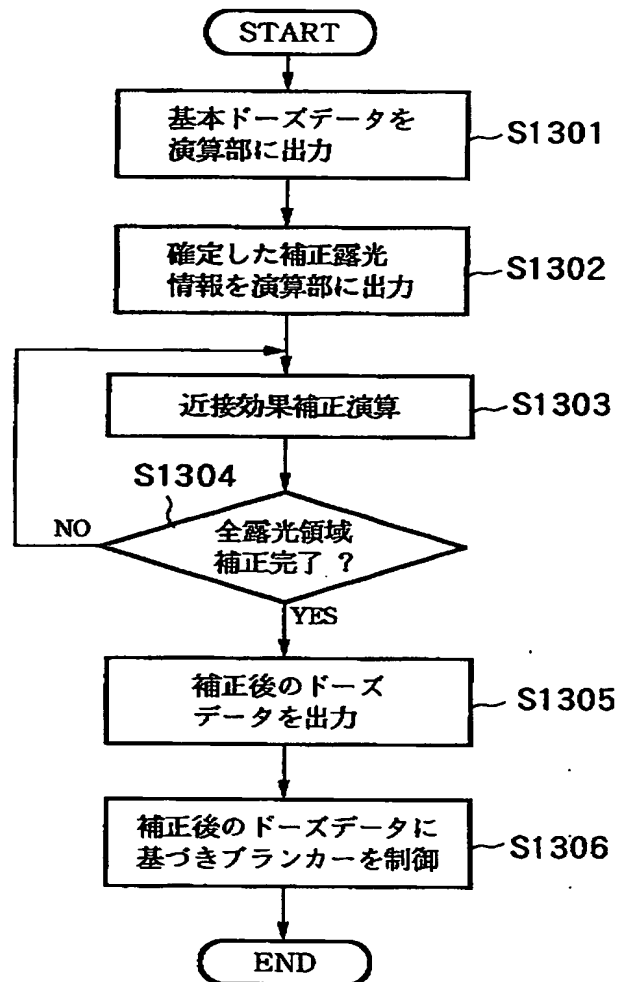 START
基本ドーズデータを
演算部に出力
S1301
確定した補正露光
情報を演算部に出力
S1302
近接効果補正演算
S1303
S1304
全露光領域
補正完了 ?
NO
YES
補正後のドーズ
データを出力
S1305
補正後のドーズデータに
基づきブランカーを制御
S1306
END